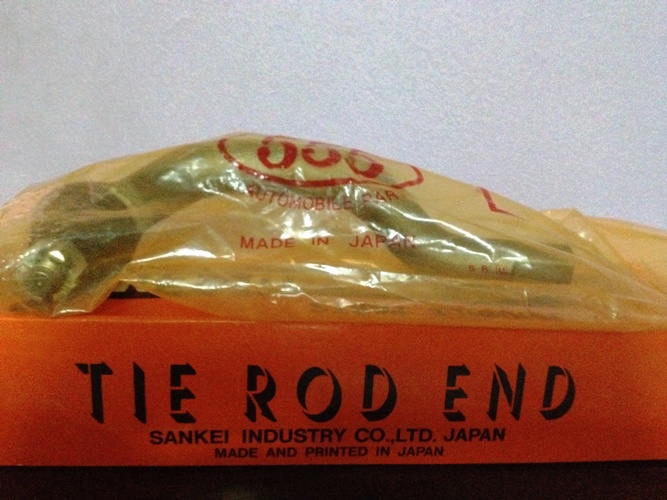 555
AUTOMOBILE PAR
MADE IN JAPAN
TIE ROD END
SANKEI INDUSTRY CO.,LTD. JAPAN
MADE AND PRINTED IN JAPAN